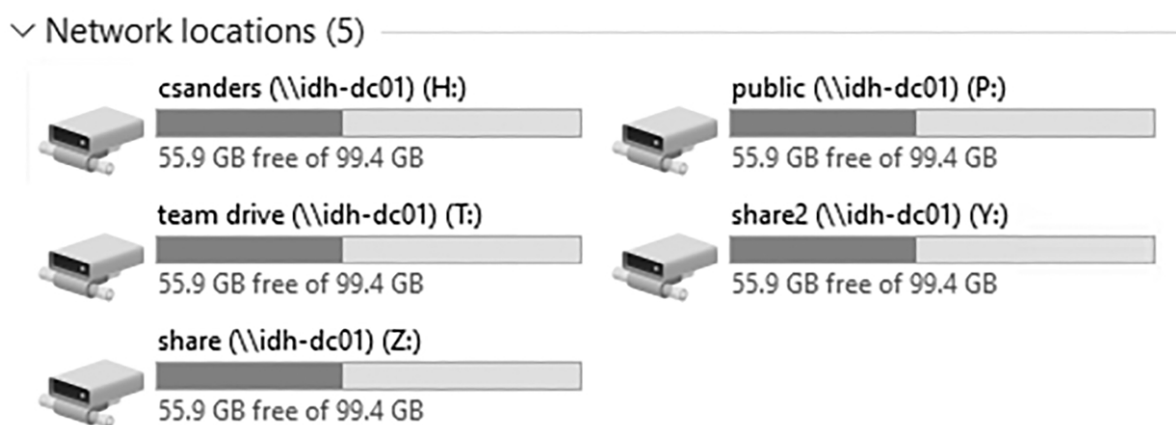 Network locations (5)
csanders (\\idh-dc01) (H:)
55.9 GB free of 99.4 GB
public (\\idh-dc01) (P:)
55.9 GB free of 99.4 GB
team drive (\\idh-dc01) (T:)
55.9 GB free of 99.4 GB
share2 (\\idh-dc01) (Y:)
55.9 GB free of 99.4 GB
share (\\idh-dc01) (Z:)
55.9 GB free of 99.4 GB